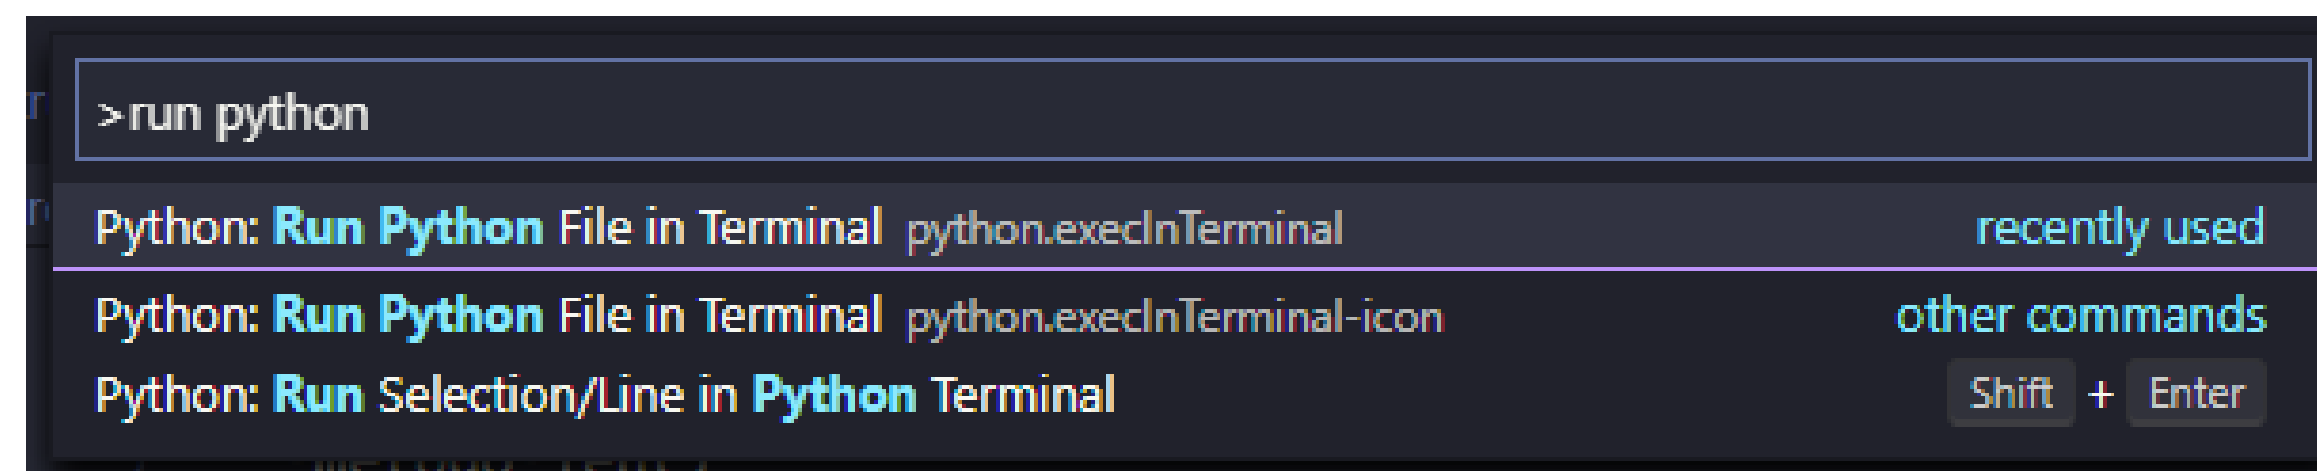 >run python
Python: Run Python File in Terminal python.execInTerminal recently used
Python: Run Python File in Terminal python.execInTerminal-icon other commands
Python: Run Selection/Line in Python Terminal Shift + Enter